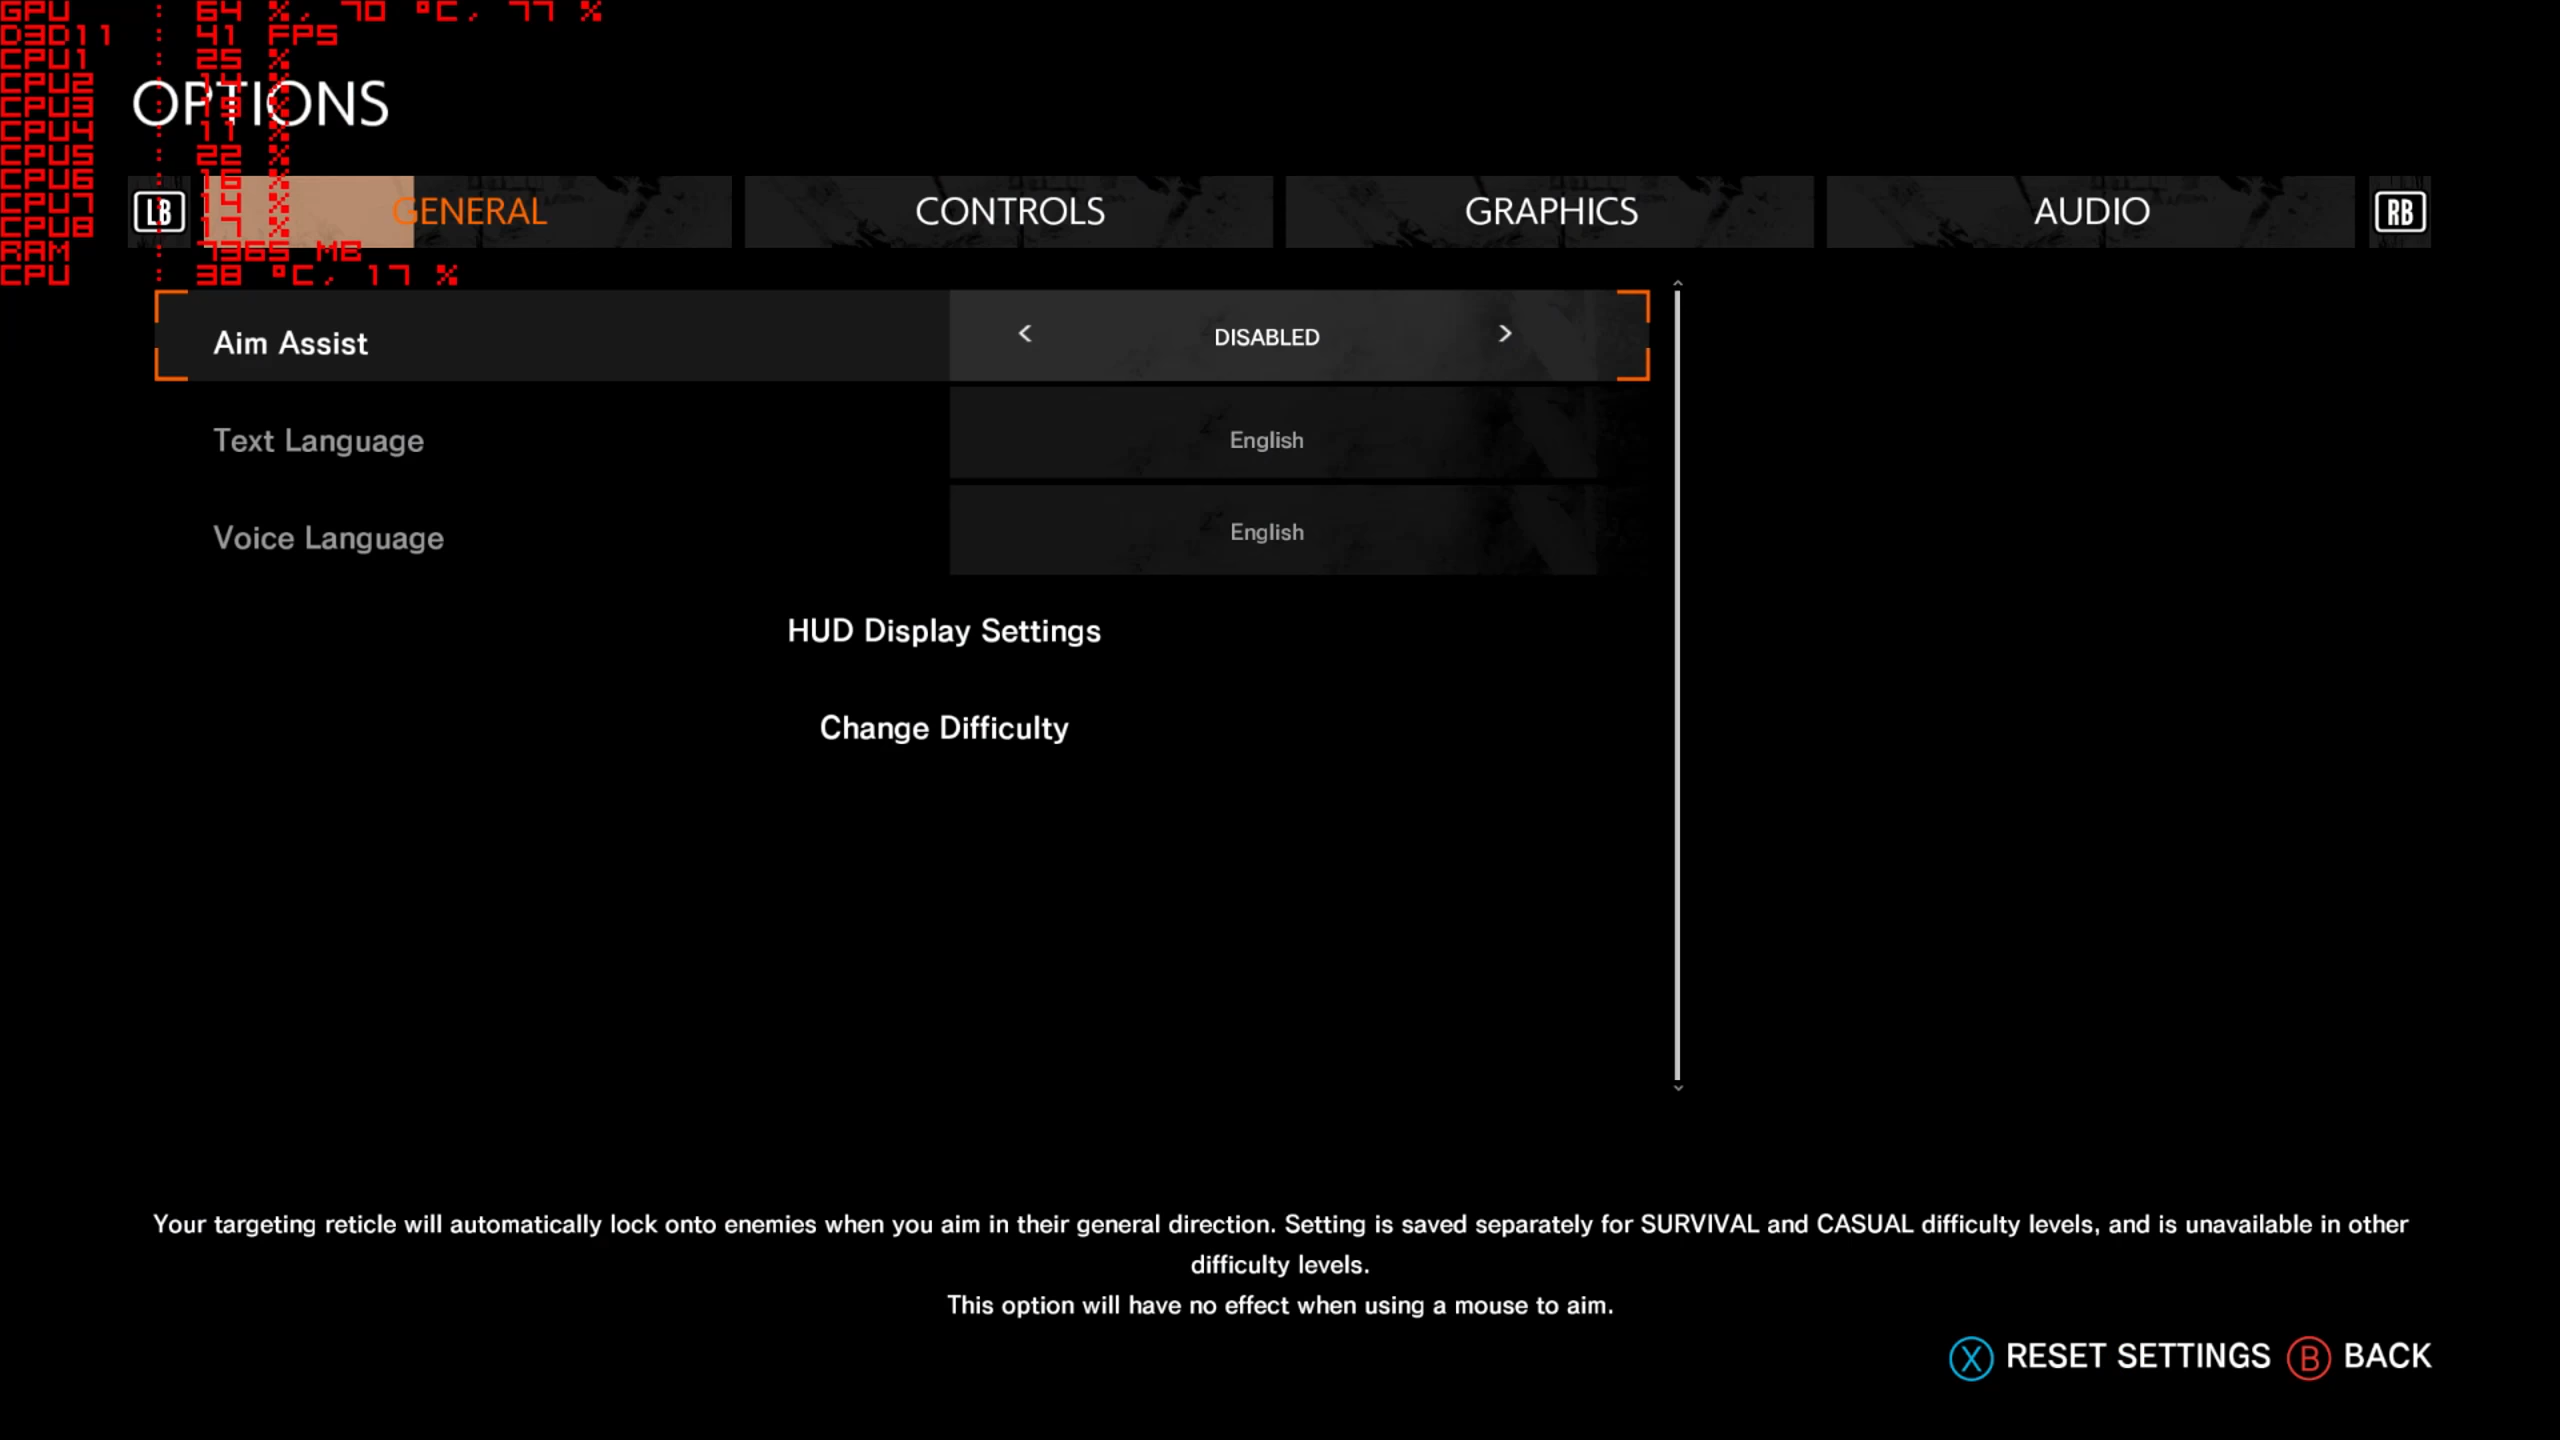 GPU : 64 %, 70 °C, 77 %
D3D11 : 41 FPS
CPU1 : 25 %
CPU2 : 14 %
OPTIONS
CPU3 : 19 %
CPU4 : 11 %
CPU5 : 22 %
CPU6 : 16 %
CPU7 : 14 %
LB GENERAL CONTROLS GRAPHICS AUDIO RB
CPU8 : 17 %
RAM : 7365 MB
CPU : 38 °C, 17 %
Aim Assist < DISABLED >
Text Language English
Voice Language English
HUD Display Settings
Change Difficulty
Your targeting reticle will automatically lock onto enemies when you aim in their general direction. Setting is saved separately for SURVIVAL and CASUAL difficulty levels, and is unavailable in other
difficulty levels.
This option will have no effect when using a mouse to aim.
X RESET SETTINGS B BACK